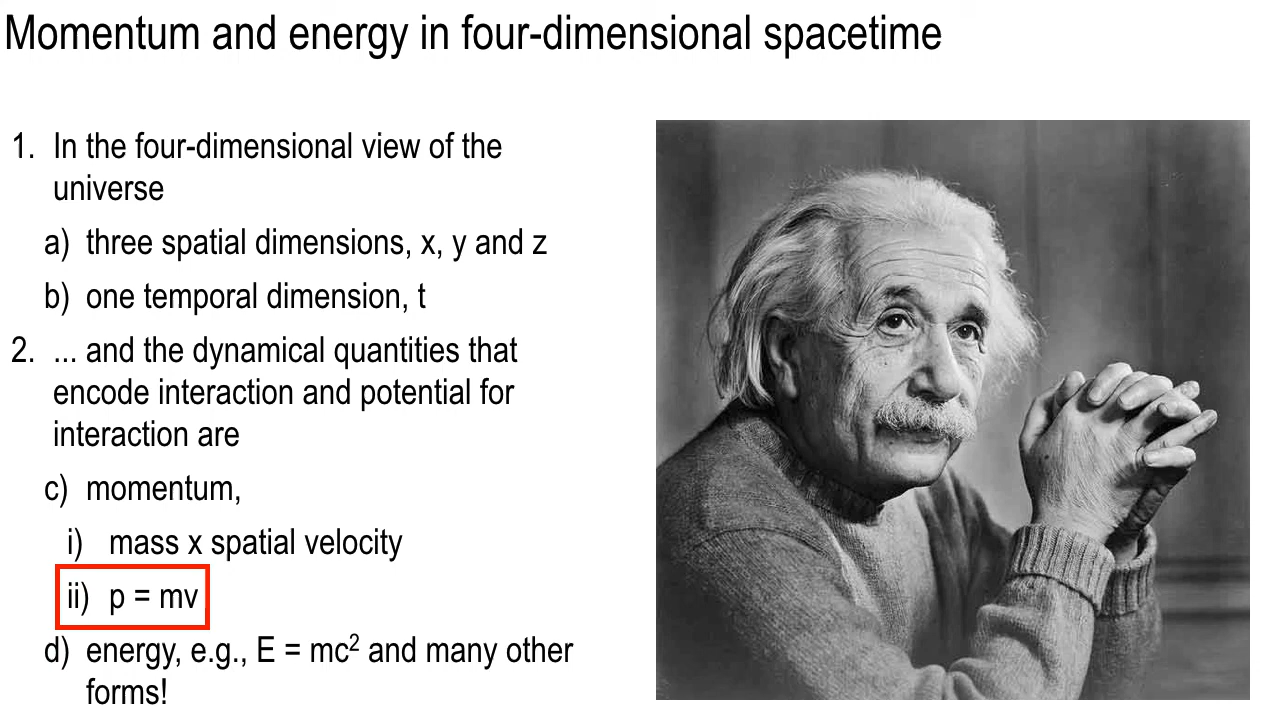 Momentum and energy in four-dimensional spacetime
1. In the four-dimensional view of the
universe
a) three spatial dimensions, x, y and z
b) one temporal dimension, t
2. ... and the dynamical quantities that
encode interaction and potential for
interaction are
c) momentum,
i) mass x spatial velocity
ii) p = mv
d) energy, e.g., E = mc² and many other
forms!